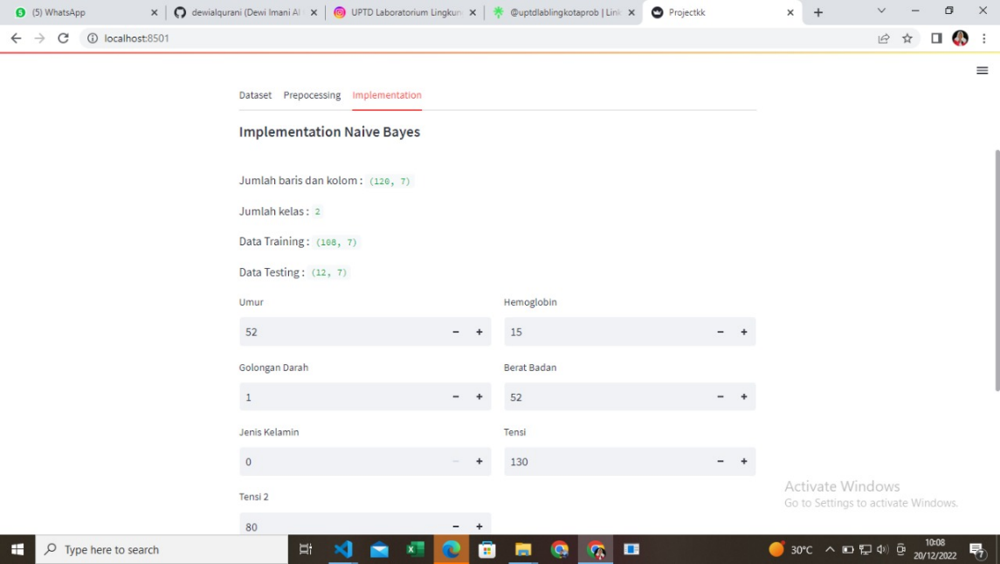 (5) WhatsApp
dewialqurani (Dewi Imani Al
UPTD Laboratorium Lingkun
@uptdlablingkotaprob | Link
Projectkk
localhost:8501
Dataset Prepocessing Implementation
Implementation Naive Bayes
Jumlah baris dan kolom : (120, 7)
Jumlah kelas : 2
Data Training : (108, 7)
Data Testing : (12, 7)
Umur Hemoglobin
52 - + 15 - +
Golongan Darah Berat Badan
1 - + 52 - +
Jenis Kelamin Tensi
0 - + 130 - +
Tensi 2
80 - +
Activate Windows
Go to Settings to activate Windows.
Type here to search
30°C
10:08
20/12/2022
7